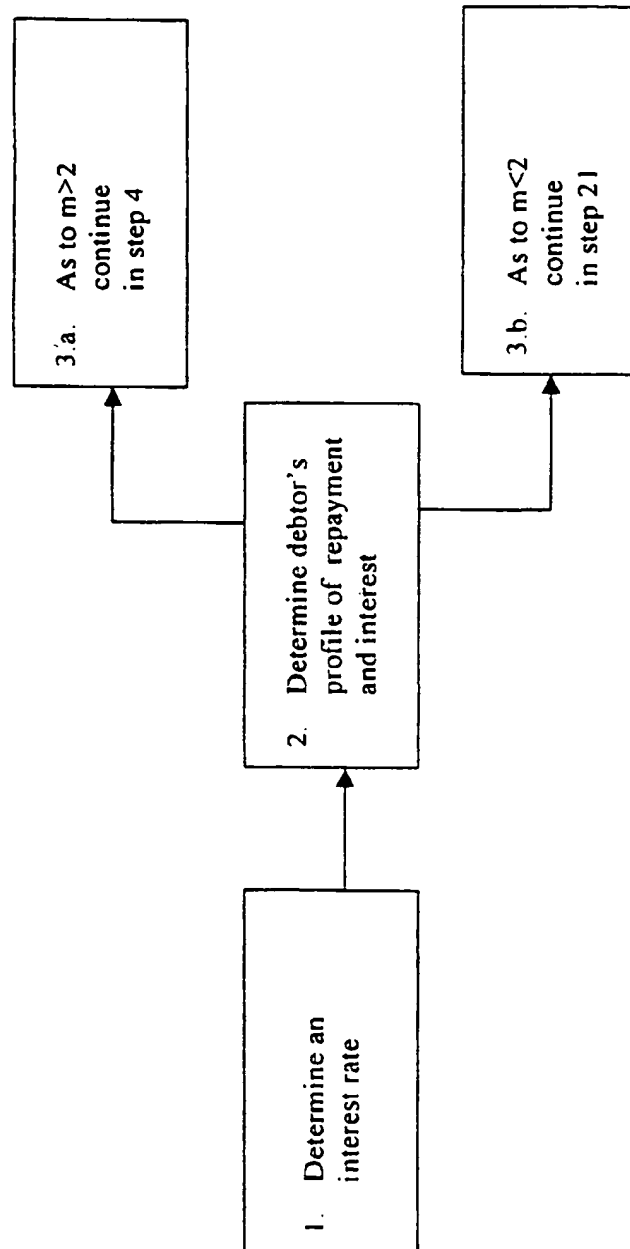 1. Determine an
interest rate
2. Determine debtor's
profile of repayment
and interest
3.a. As to m>2
continue
in step 4
3.b. As to m<2
continue
in step 21